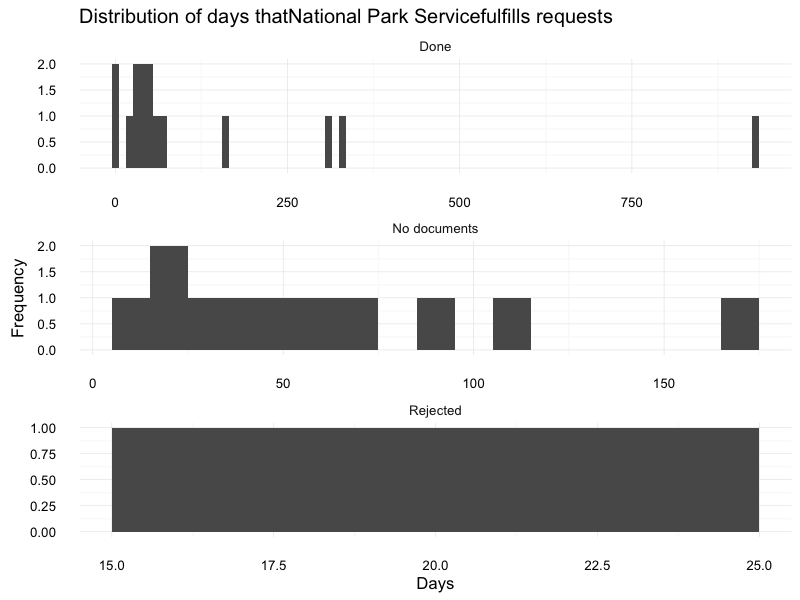 Distribution of days thatNational Park Servicefulfills requests
Done
2.0
1.5
1.0
0.5
0.0
0 250 500 750
No documents
Frequency
2.0
1.5
1.0
0.5
0.0
0 50 100 150
Rejected
1.00
0.75
0.50
0.25
0.00
15.0 17.5 20.0 22.5 25.0
Days